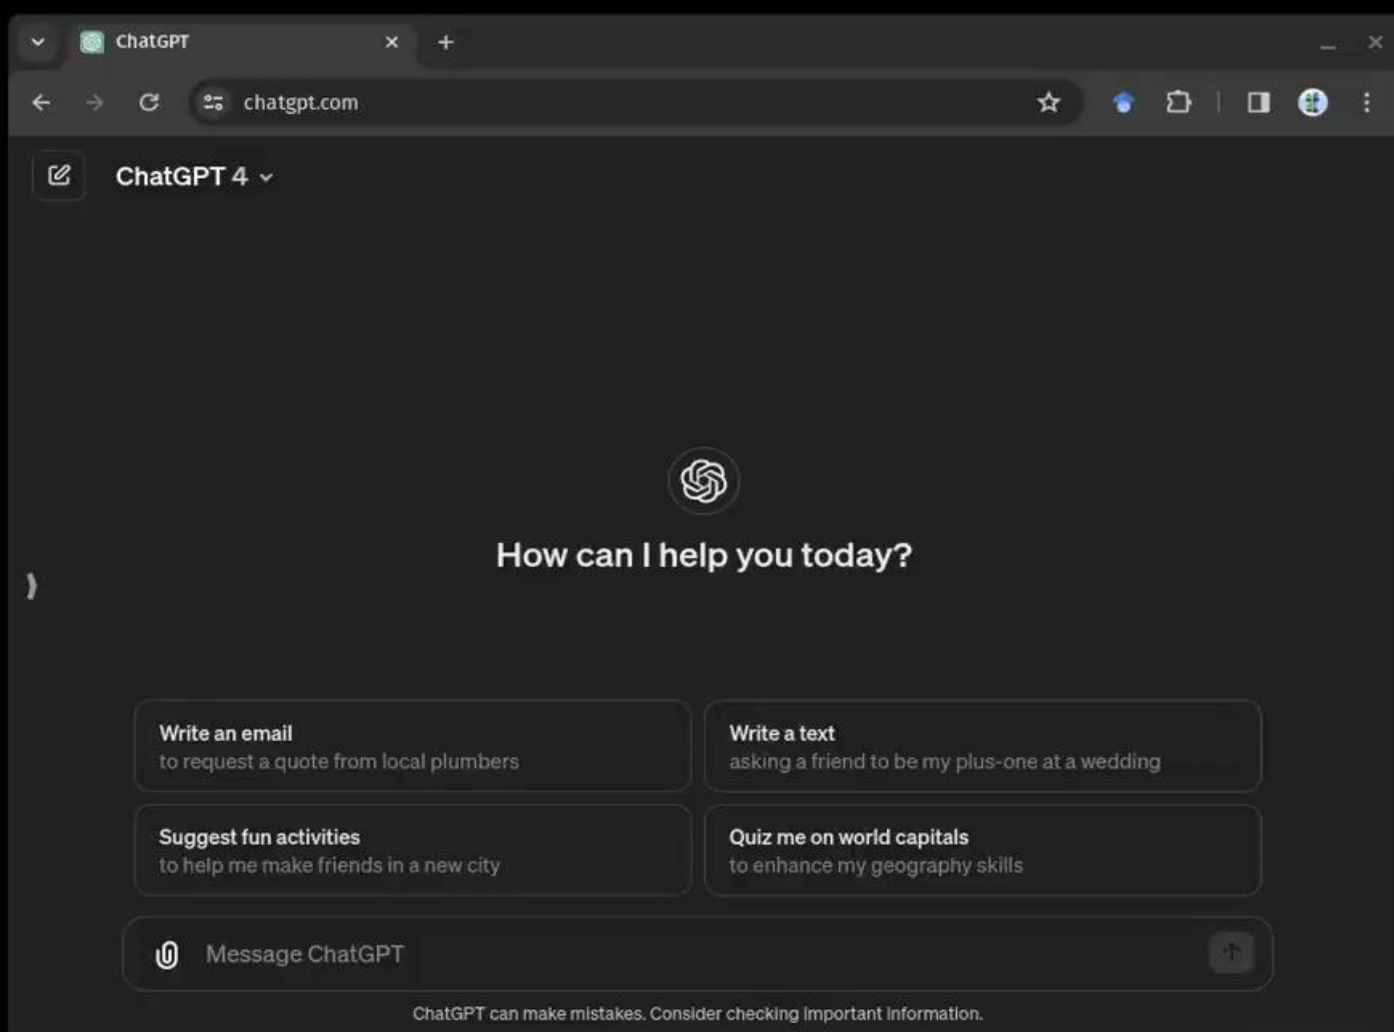 ChatGPT
chatgpt.com
ChatGPT 4
How can I help you today?
Write an email
to request a quote from local plumbers
Write a text
asking a friend to be my plus-one at a wedding
Suggest fun activities
to help me make friends in a new city
Quiz me on world capitals
to enhance my geography skills
Message ChatGPT
ChatGPT can make mistakes. Consider checking important information.